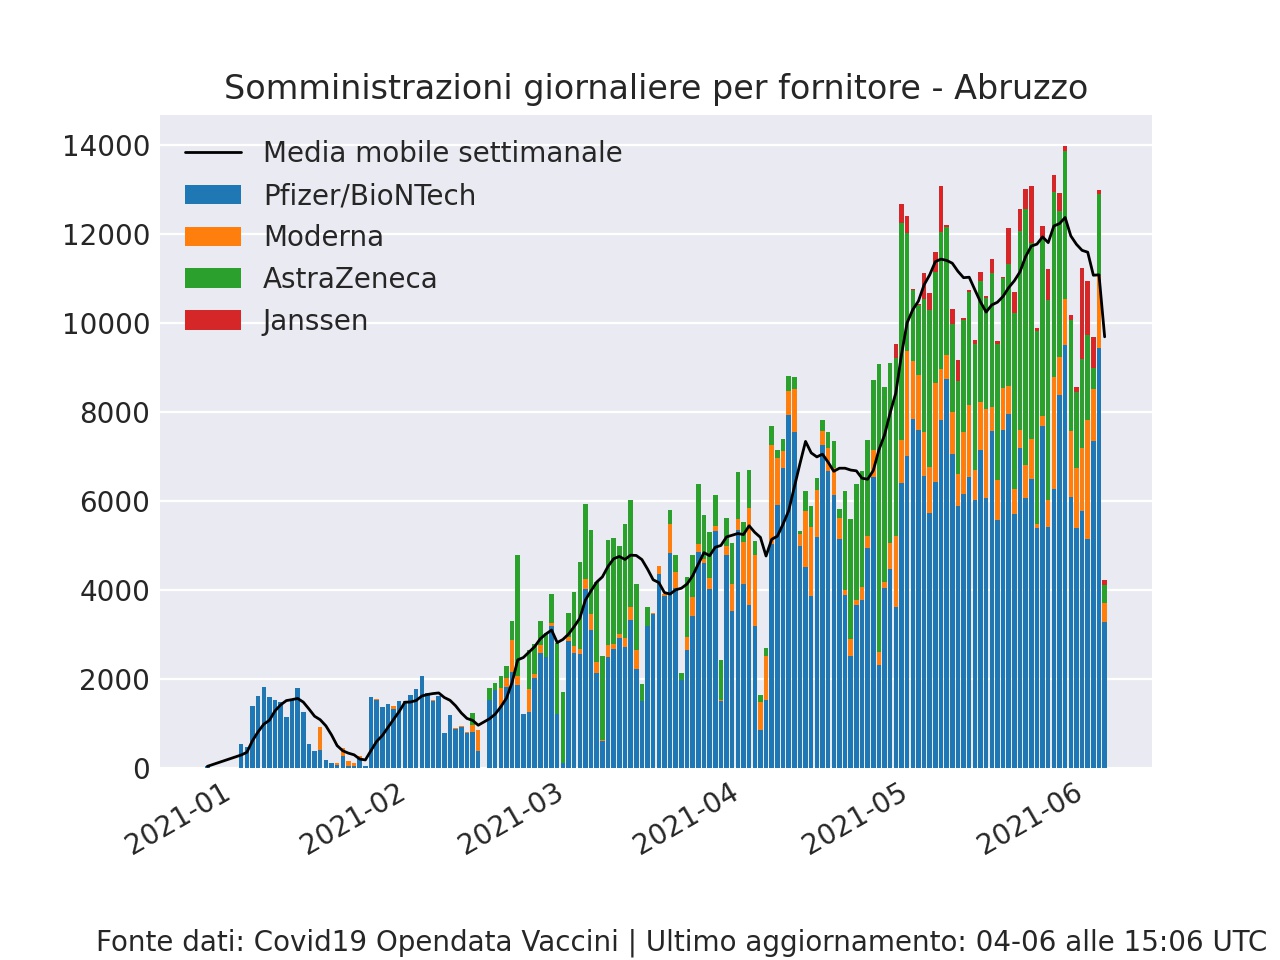 Somministrazioni giornaliere per fornitore - Abruzzo
14000
12000
10000
8000
6000
4000
2000
0
Media mobile settimanale
Pfizer/BioNTech
Moderna
AstraZeneca
Janssen
2021-01
2021-02
2021-03
2021-04
2021-05
2021-06
Fonte dati: Covid19 Opendata Vaccini | Ultimo aggiornamento: 04-06 alle 15:06 UTC